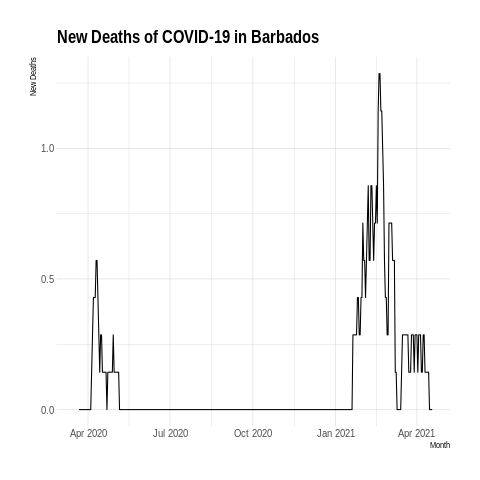 New Deaths of COVID-19 in Barbados
New Deaths
1.0
0.5
0.0
Apr 2020 Jul 2020 Oct 2020 Jan 2021 Apr 2021
Month